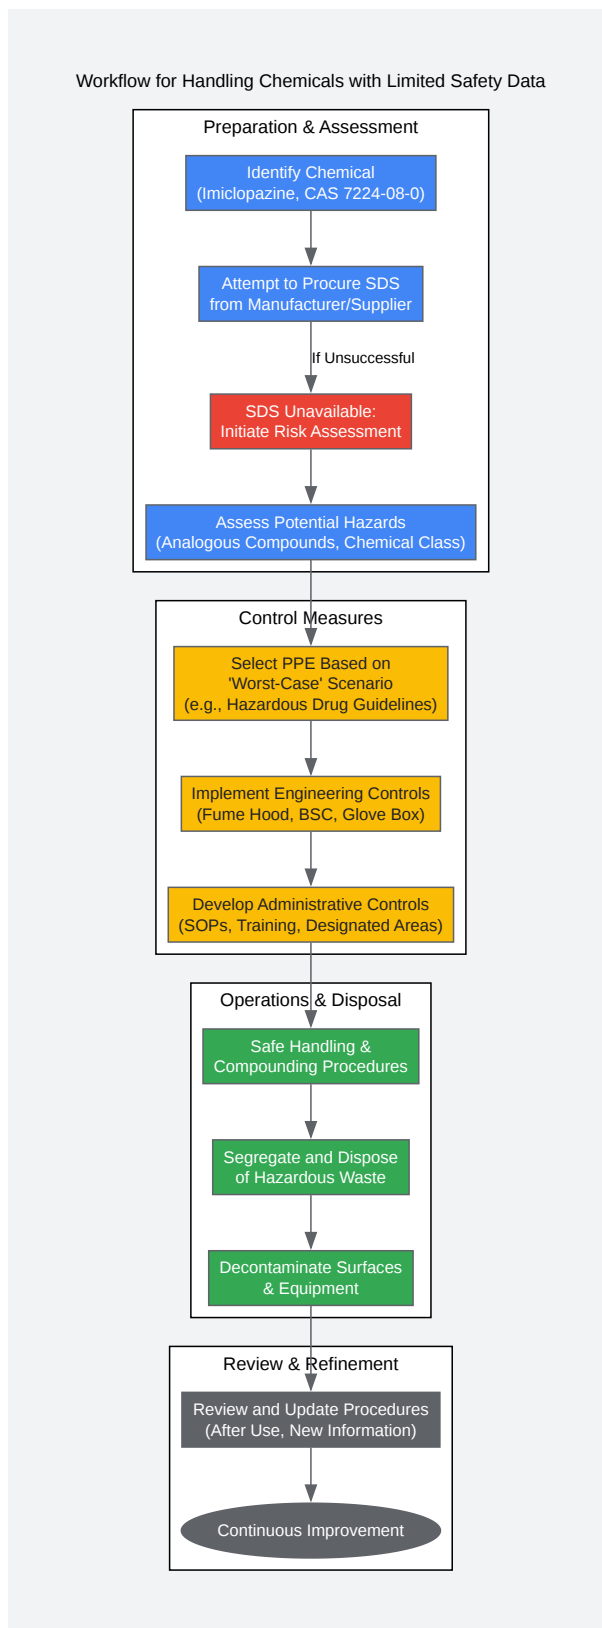 Workflow for Handling Chemicals with Limited Safety Data
Preparation & Assessment
Identify Chemical
(Imiclopazine, CAS 7224-08-0)
Attempt to Procure SDS
from Manufacturer/Supplier
If Unsuccessful
SDS Unavailable:
Initiate Risk Assessment
Assess Potential Hazards
(Analogous Compounds, Chemical Class)
Control Measures
Select PPE Based on
'Worst-Case' Scenario
(e.g., Hazardous Drug Guidelines)
Implement Engineering Controls
(Fume Hood, BSC, Glove Box)
Develop Administrative Controls
(SOPs, Training, Designated Areas)
Operations & Disposal
Safe Handling &
Compounding Procedures
Segregate and Dispose
of Hazardous Waste
Decontaminate Surfaces
& Equipment
Review & Refinement
Review and Update Procedures
(After Use, New Information)
Continuous Improvement